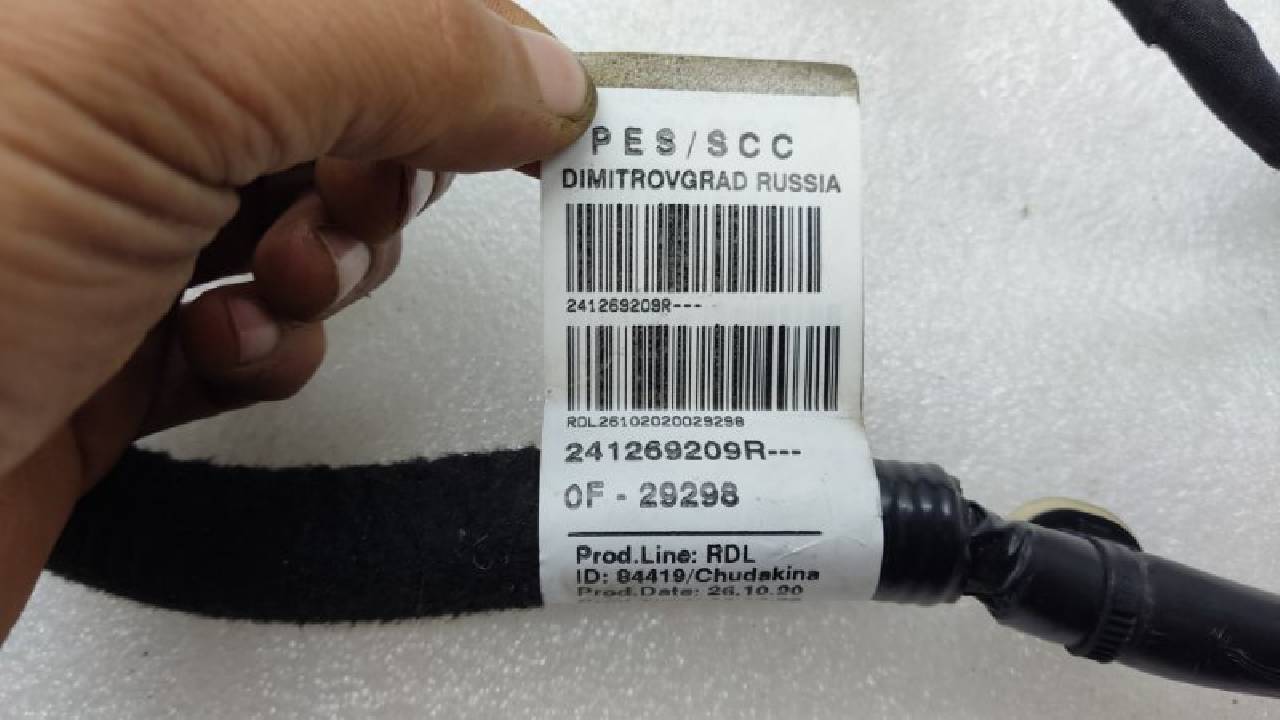 PES/SCC
DIMITROVGRAD RUSSIA
241269209R---
RDL26102020029298
241269209R---
0F - 29298
Prod.Line: RDL
ID: 84419/Chudakina
Prod.Date: 26.10.20